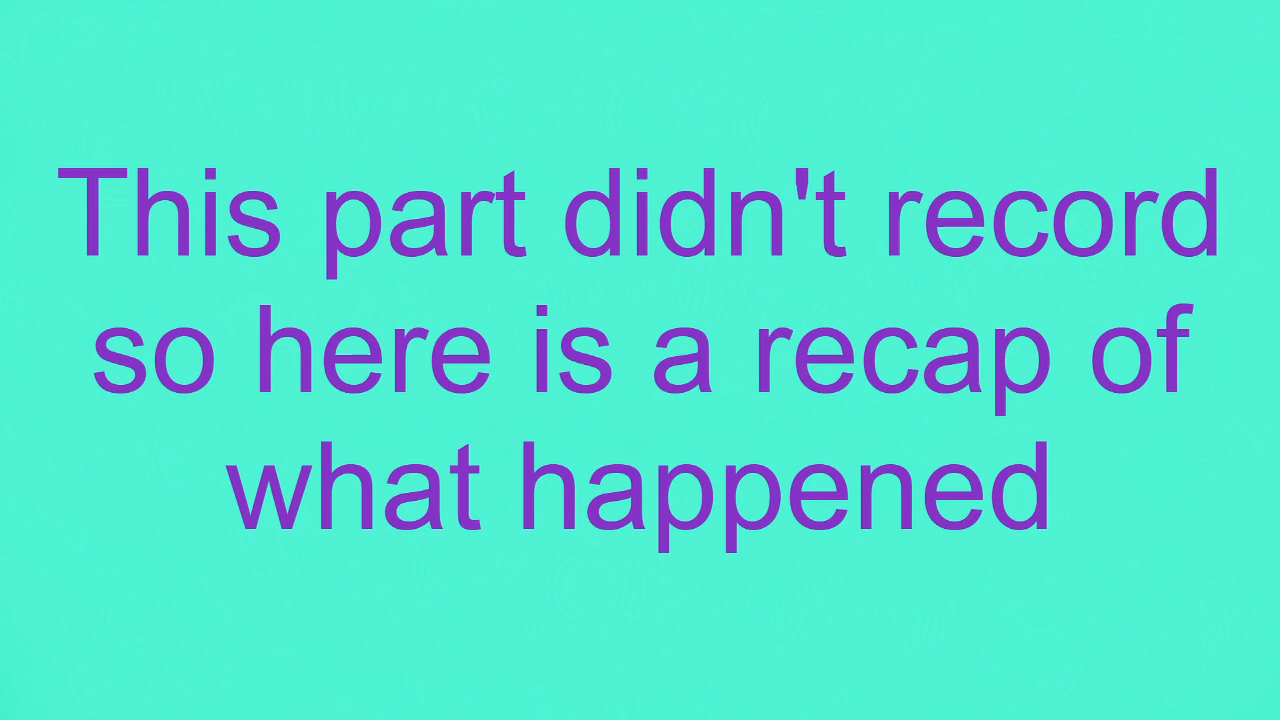 This part didn't record
so here is a recap of
what happened